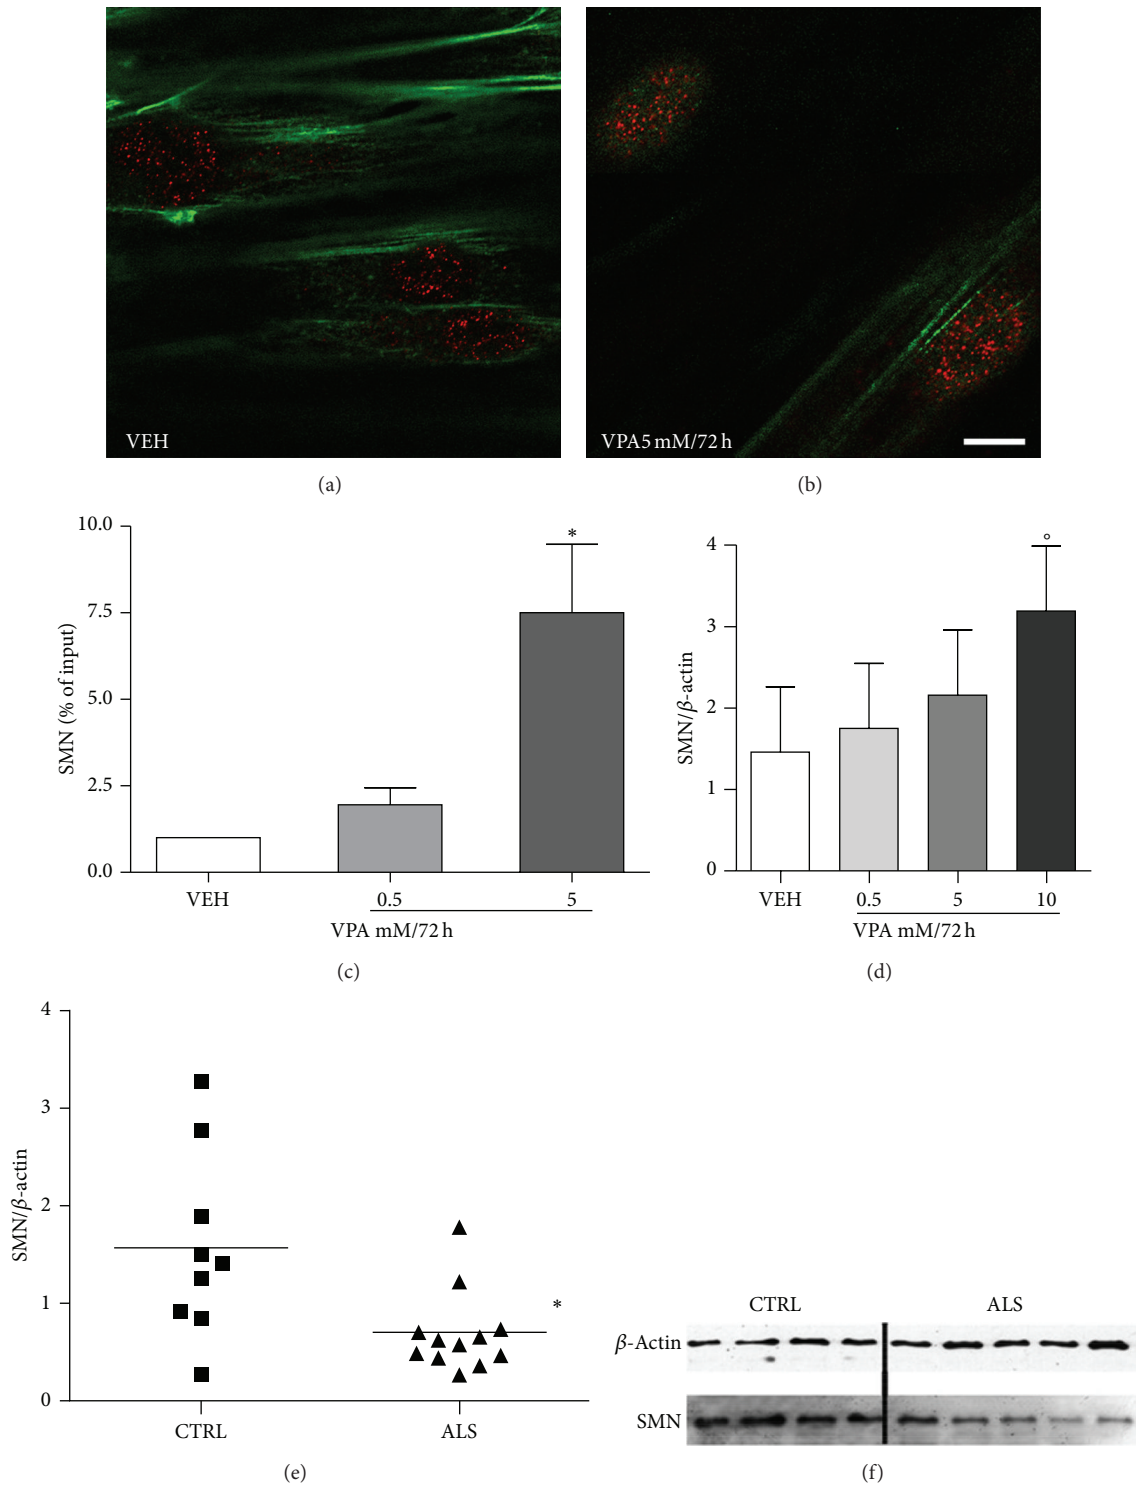 VEH
VPA5 mM/72 h
(a)
(b)
10.0
7.5
5.0
2.5
0.0
SMN (% of input)
*
VEH
0.5
5
VPA mM/72 h
(c)
4
3
2
1
0
SMN/β-actin
°
VEH
0.5
5
10
VPA mM/72 h
(d)
4
3
2
1
0
SMN/β-actin
*
CTRL
ALS
(e)
CTRL
ALS
β-Actin
SMN
(f)